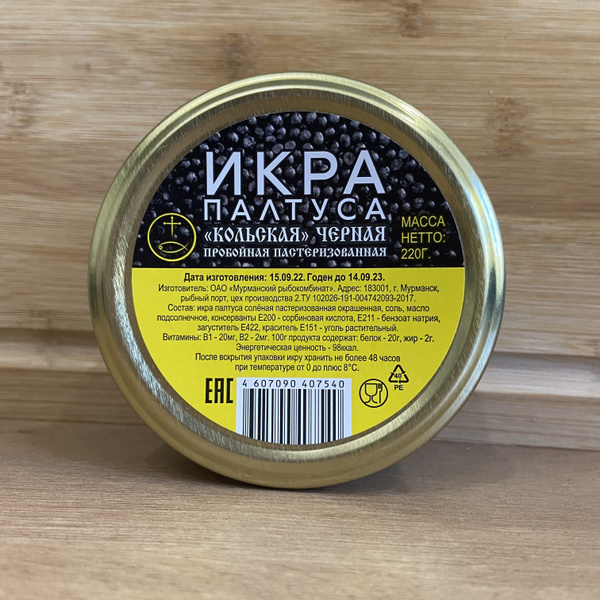 ИКРА
ПАЛТУСА
«КОЛЬСКАЯ» ЧЕРНАЯ
ПРОБОЙНАЯ ПАСТЕРИЗОВАННАЯ
МАССА
НЕТТО:
220Г.
Дата изготовления: 15.09.22. Годен до 14.09.23.
Изготовитель: ОАО «Мурманский рыбокомбинат». Адрес: 183001, г. Мурманск,
рыбный порт, цех производства 2.ТУ 102026-191-004742093-2017.
Состав: икра палтуса солёная пастеризованная окрашенная, соль, масло
подсолнечное, консерванты Е200 - сорбиновая кислота, Е211 - бензоат натрия,
загуститель Е422, краситель Е151 - уголь растительный.
Витамины: В1 - 20мг, В2 - 2мг. 100г продукта содержат: белок - 20г, жир - 2г.
Энергетическая ценность - 98ккал.
После вскрытия упаковки икру хранить не более 48 часов
при температуре от 0 до плюс 8°С.
ЕАС
4 607090 407540
40
PE